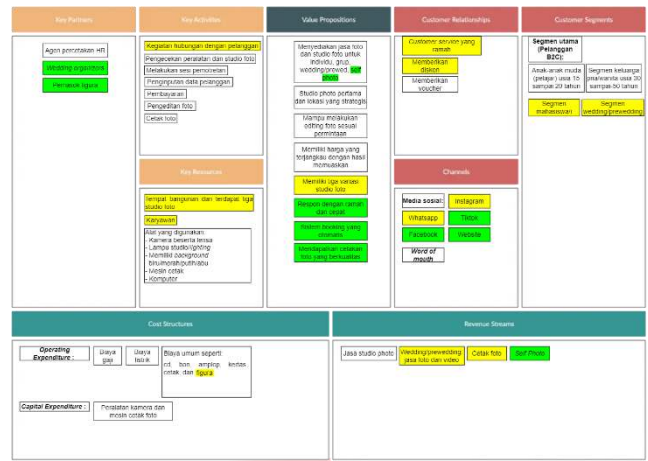 Key Partners
Agen percetakan HR
Wedding organizers
Pemasok figura
Key Activities
Kegiatan hubungan dengan pelanggan
Pengecekan peralatan dan studio foto
Melakukan sesi pemotretan
Penginputan data pelanggan
Pembayaran
Pengeditan foto
Cetak foto
Key Resources
Tempat bangunan dan terdapat tiga
studio foto
Karyawan
Alat yang digunakan:
- Kamera beserta lensa
- Lampu studio/lighting
- Memiliki background
biru/merah/putih/abu
- Mesin cetak
- Komputer
Value Propositions
Menyediakan jasa foto
dan studio foto untuk
individu, grup,
wedding/prewed, self
photo
Studio photo pertama
dan lokasi yang strategis
Mampu melakukan
editing foto sesuai
permintaan
Memiliki harga yang
terjangkau dengan hasil
memuaskan
Memiliki tiga variasi
studio foto
Respon dengan ramah
dan cepat
Sistem booking yang
otomatis
Mendapatkan cetakan
foto yang berkualitas
Customer Relationships
Customer service yang
ramah
Memberikan
diskon
Memberikan
voucher
Channels
Media sosial:
Instagram
Whatsapp
Tiktok
Facebook
Website
Word of
mouth
Customer Segments
Segmen utama
(Pelanggan
B2C):
Anak-anak muda
(pelajar) usia 15
sampai 20 tahun
Segmen keluarga
pria/wanita usia 30
sampai 50 tahun
Segmen
mahasiswa/i
Segmen
wedding/prewedding
Cost Structures
Operating
Expenditure :
Biaya
gaji
Biaya
listrik
Biaya umum seperti:
cd, bon, amplop, kertas
cetak dan figura
Capital Expenditure :
Peralatan kamera dan
mesin cetak foto
Revenue Streams
Jasa studio photo
Wedding/prewedding
jasa foto dan video
Cetak foto
Self Photo